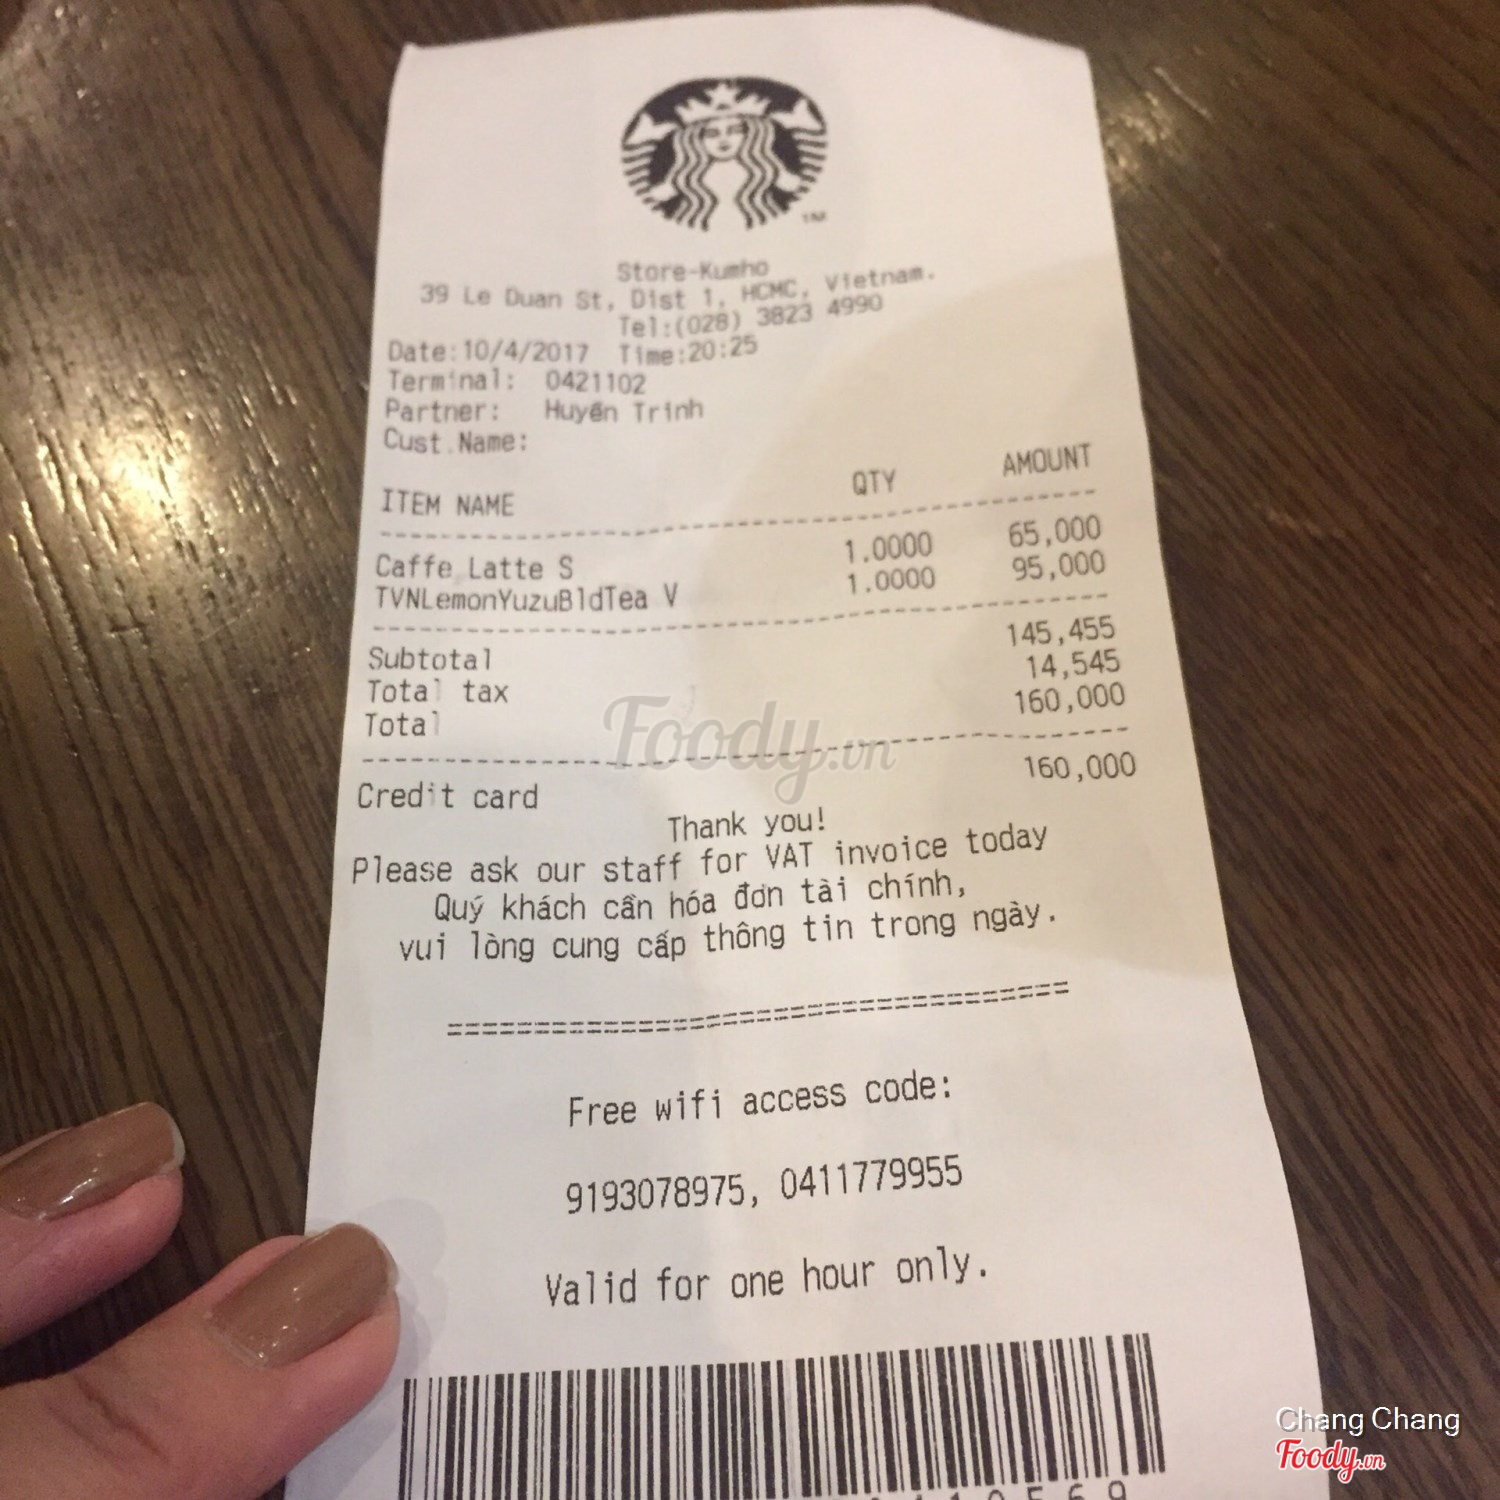 TM
Store-Kumho
39 Le Duan St, Dist 1, HCMC, Vietnam.
Tel:(028) 3823 4990
Date:10/4/2017 Time:20:25
Terminal: 0421102
Partner: Huyền Trinh
Cust.Name:
ITEM NAME QTY AMOUNT
Caffe Latte S 1.0000 65,000
TVNLemonYuzuBldTea V 1.0000 95,000
Subtotal 145,455
Total tax 14,545
Total 160,000
Foody.vn
Credit card 160,000
Thank you!
Please ask our staff for VAT invoice today
Quý khách cần hóa đơn tài chính,
vui lòng cung cấp thông tin trong ngày.
Free wifi access code:
9193078975, 0411779955
Valid for one hour only.
Chang Chang
Foody.vn